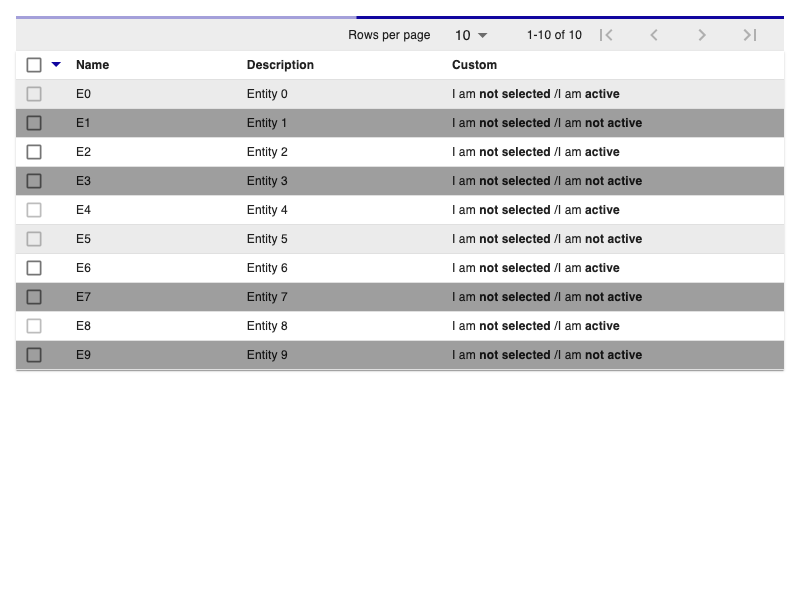 Rows per page 10 1-10 of 10
Name Description Custom
E0 Entity 0 I am not selected /I am active
E1 Entity 1 I am not selected /I am not active
E2 Entity 2 I am not selected /I am active
E3 Entity 3 I am not selected /I am not active
E4 Entity 4 I am not selected /I am active
E5 Entity 5 I am not selected /I am not active
E6 Entity 6 I am not selected /I am active
E7 Entity 7 I am not selected /I am not active
E8 Entity 8 I am not selected /I am active
E9 Entity 9 I am not selected /I am not active